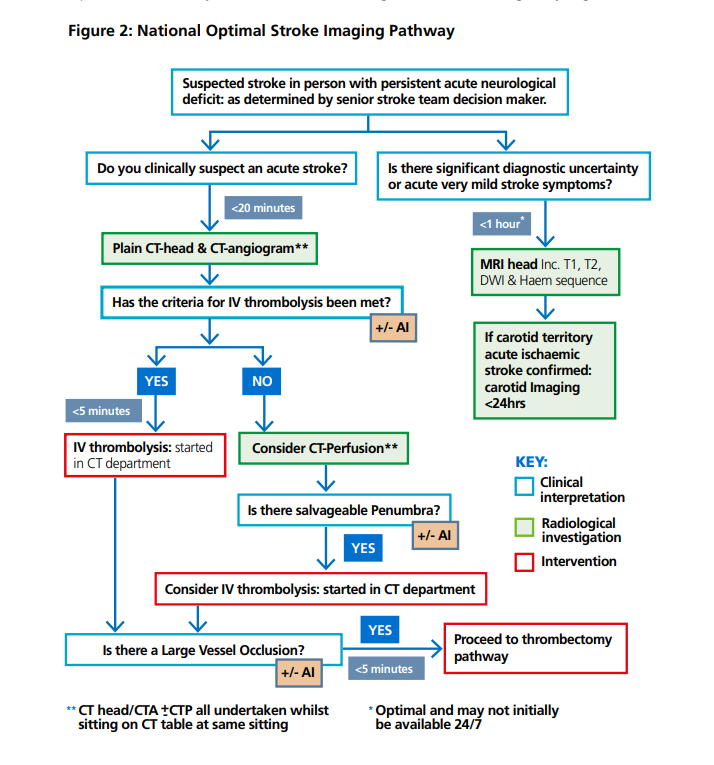 Figure 2: National Optimal Stroke Imaging Pathway
Suspected stroke in person with persistent acute neurological
deficit: as determined by senior stroke team decision maker.
Do you clinically suspect an acute stroke?
Is there significant diagnostic uncertainty
or acute very mild stroke symptoms?
<20 minutes
<1 hour*
Plain CT-head & CT-angiogram**
MRI head Inc. T1, T2,
DWI & Haem sequence
Has the criteria for IV thrombolysis been met?
+/- AI
If carotid territory
acute ischaemic
stroke confirmed:
carotid Imaging
<24hrs
YES
NO
<5 minutes
IV thrombolysis: started
in CT department
Consider CT-Perfusion**
Is there salvageable Penumbra?
+/- AI
YES
Consider IV thrombolysis: started in CT department
KEY:
Clinical
interpretation
Radiological
investigation
Intervention
Is there a Large Vessel Occlusion?
+/- AI
YES
<5 minutes
Proceed to thrombectomy
pathway
** CT head/CTA ±CTP all undertaken whilst
sitting on CT table at same sitting
* Optimal and may not initially
be available 24/7